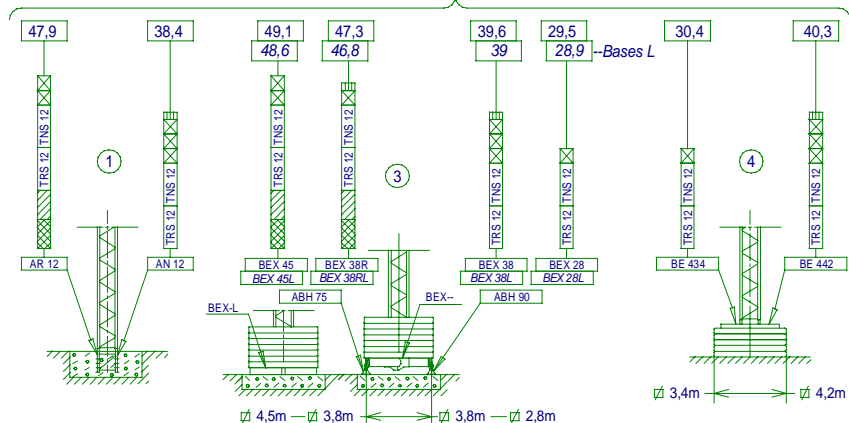 47,9
38,4
49,1
47,3
39,6
29,5
30,4
40,3
48,6
46,8
39
28,9
--Bases L
TRS 12 TNS 12
TRS 12 TNS 12
TRS 12 TNS 12
TRS 12 TNS 12
TRS 12 TNS 12
TRS 12
TRS 12
TRS 12 TNS 12
1
3
4
AR 12
AN 12
BEX 45
BEX 45L
BEX 38R
BEX 38RL
BEX 38
BEX 38L
BEX 28
BEX 28L
BE 434
BE 442
BEX-L
ABH 75
BEX--
ABH 90
4,5m — 3,8m
3,8m — 2,8m
3,4m
4,2m